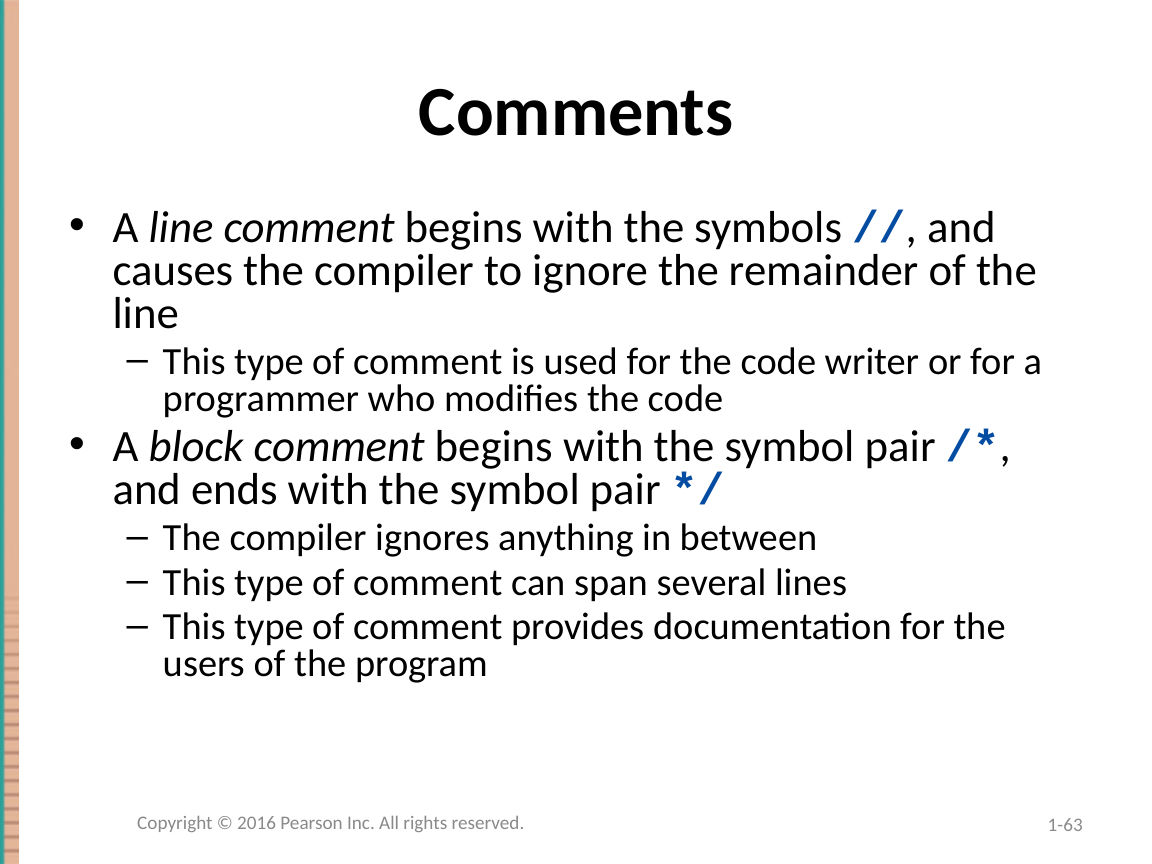 Comments
• A line comment begins with the symbols //, and
causes the compiler to ignore the remainder of the
line
– This type of comment is used for the code writer or for a
programmer who modifies the code
• A block comment begins with the symbol pair /*,
and ends with the symbol pair */
– The compiler ignores anything in between
– This type of comment can span several lines
– This type of comment provides documentation for the
users of the program
Copyright © 2016 Pearson Inc. All rights reserved.
1-63